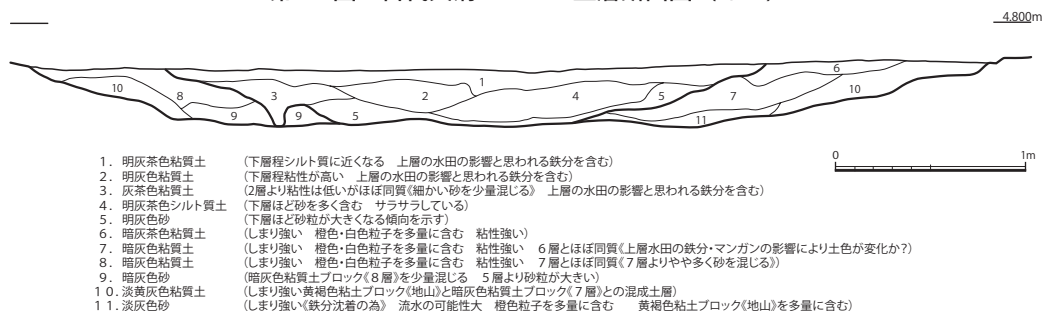 4.800m
1
6
10
8
3
2
4
5
7
10
9
9
5
11
0 1m
1. 明灰茶色粘質土 (下層程シルト質に近くなる 上層の水田の影響と思われる鉄分を含む)
2. 明灰色粘質土 (下層程粘性が高い 上層の水田の影響と思われる鉄分を含む)
3. 灰茶色粘質土 (2層より粘性は低いがほぼ同質《細かい砂を少量混じる》 上層の水田の影響と思われる鉄分を含む)
4. 明灰茶色シルト質土 (下層ほど砂を多く含む サラサラしている)
5. 明灰色砂 (下層ほど砂粒が大きくなる傾向を示す)
6. 暗灰茶色粘質土 (しまり強い 橙色・白色粒子を多量に含む 粘性強い)
7. 暗灰色粘質土 (しまり強い 橙色・白色粒子を多量に含む 粘性強い 6層とほぼ同質《上層水田の鉄分・マンガンの影響により土色が変化か?》)
8. 暗灰色粘質土 (しまり強い 橙色・白色粒子を多量に含む 粘性強い 7層とほぼ同質《7層よりやや多く砂を混じる》)
9. 暗灰色砂 (暗灰色粘質土ブロック《8層》を少量混じる 5層より砂粒が大きい)
10. 淡黄灰色粘質土 (しまり強い黄褐色粘土ブロック《地山》と暗灰色粘質土ブロック《7層》との混成土層)
11. 淡灰色砂 (しまり強い《鉄分沈着の為》 流水の可能性大 橙色粒子を多量に含む 黄褐色粘土ブロック《地山》を多量に含む)